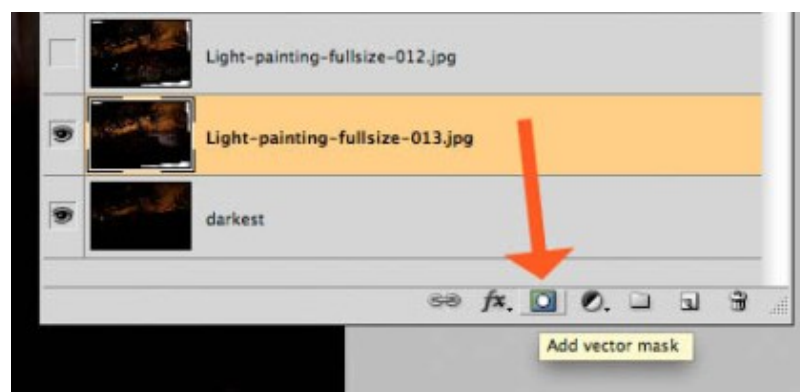 Light-painting-fullsize-012.jpg
Light-painting-fullsize-013.jpg
darkest
fx.
Add vector mask